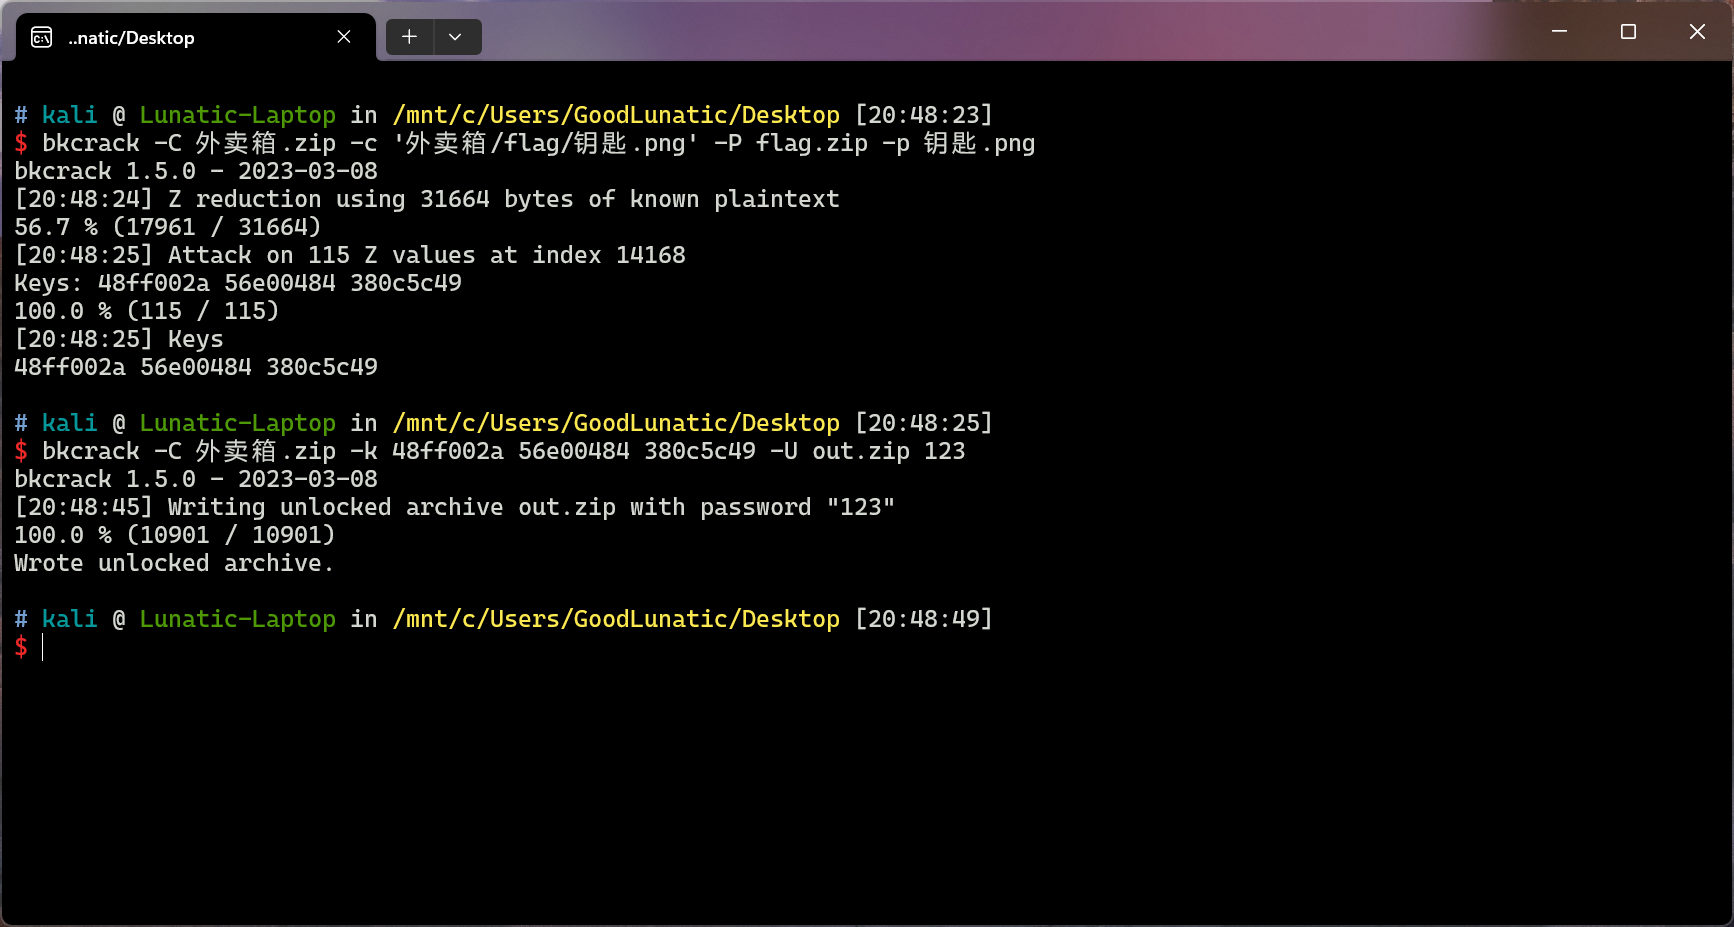 ..natic/Desktop
# kali @ Lunatic-Laptop in /mnt/c/Users/GoodLunatic/Desktop [20:48:23]
$ bkcrack -C 外卖箱.zip -c '外卖箱/flag/钥匙.png' -P flag.zip -p 钥匙.png
bkcrack 1.5.0 - 2023-03-08
[20:48:24] Z reduction using 31664 bytes of known plaintext
56.7 % (17961 / 31664)
[20:48:25] Attack on 115 Z values at index 14168
Keys: 48ff002a 56e00484 380c5c49
100.0 % (115 / 115)
[20:48:25] Keys
48ff002a 56e00484 380c5c49
# kali @ Lunatic-Laptop in /mnt/c/Users/GoodLunatic/Desktop [20:48:25]
$ bkcrack -C 外卖箱.zip -k 48ff002a 56e00484 380c5c49 -U out.zip 123
bkcrack 1.5.0 - 2023-03-08
[20:48:45] Writing unlocked archive out.zip with password "123"
100.0 % (10901 / 10901)
Wrote unlocked archive.
# kali @ Lunatic-Laptop in /mnt/c/Users/GoodLunatic/Desktop [20:48:49]
$